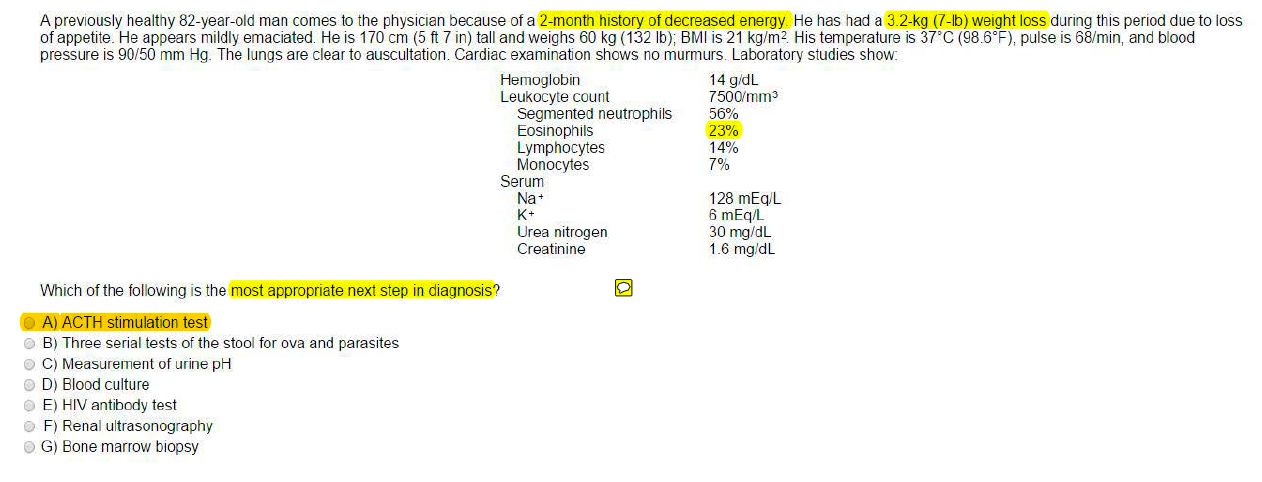 A previously healthy 82-year-old man comes to the physician because of a 2-month history of decreased energy. He has had a 3.2-kg (7-lb) weight loss during this period due to loss
of appetite. He appears mildly emaciated. He is 170 cm (5 ft 7 in) tall and weighs 60 kg (132 lb); BMI is 21 kg/m². His temperature is 37°C (98.6°F), pulse is 68/min, and blood
pressure is 90/50 mm Hg. The lungs are clear to auscultation. Cardiac examination shows no murmurs. Laboratory studies show:
Hemoglobin 14 g/dL
Leukocyte count 7500/mm³
Segmented neutrophils 56%
Eosinophils 23%
Lymphocytes 14%
Monocytes 7%
Serum
Na⁺ 128 mEq/L
K⁺ 6 mEq/L
Urea nitrogen 30 mg/dL
Creatinine 1.6 mg/dL
Which of the following is the most appropriate next step in diagnosis?
A) ACTH stimulation test
B) Three serial tests of the stool for ova and parasites
C) Measurement of urine pH
D) Blood culture
E) HIV antibody test
F) Renal ultrasonography
G) Bone marrow biopsy